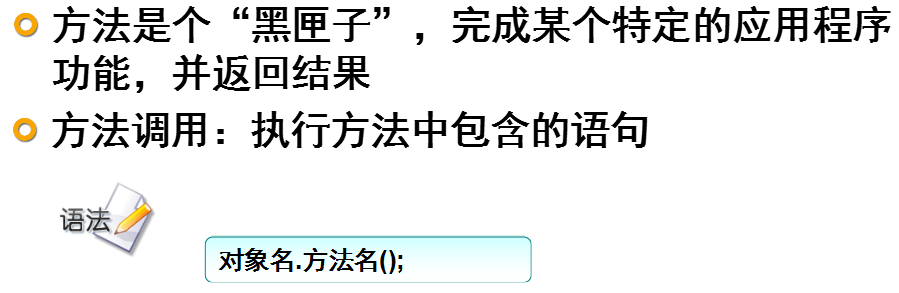 方法是个“黑匣子”，完成某个特定的应用程序
功能，并返回结果
方法调用：执行方法中包含的语句
语法
对象名.方法名();